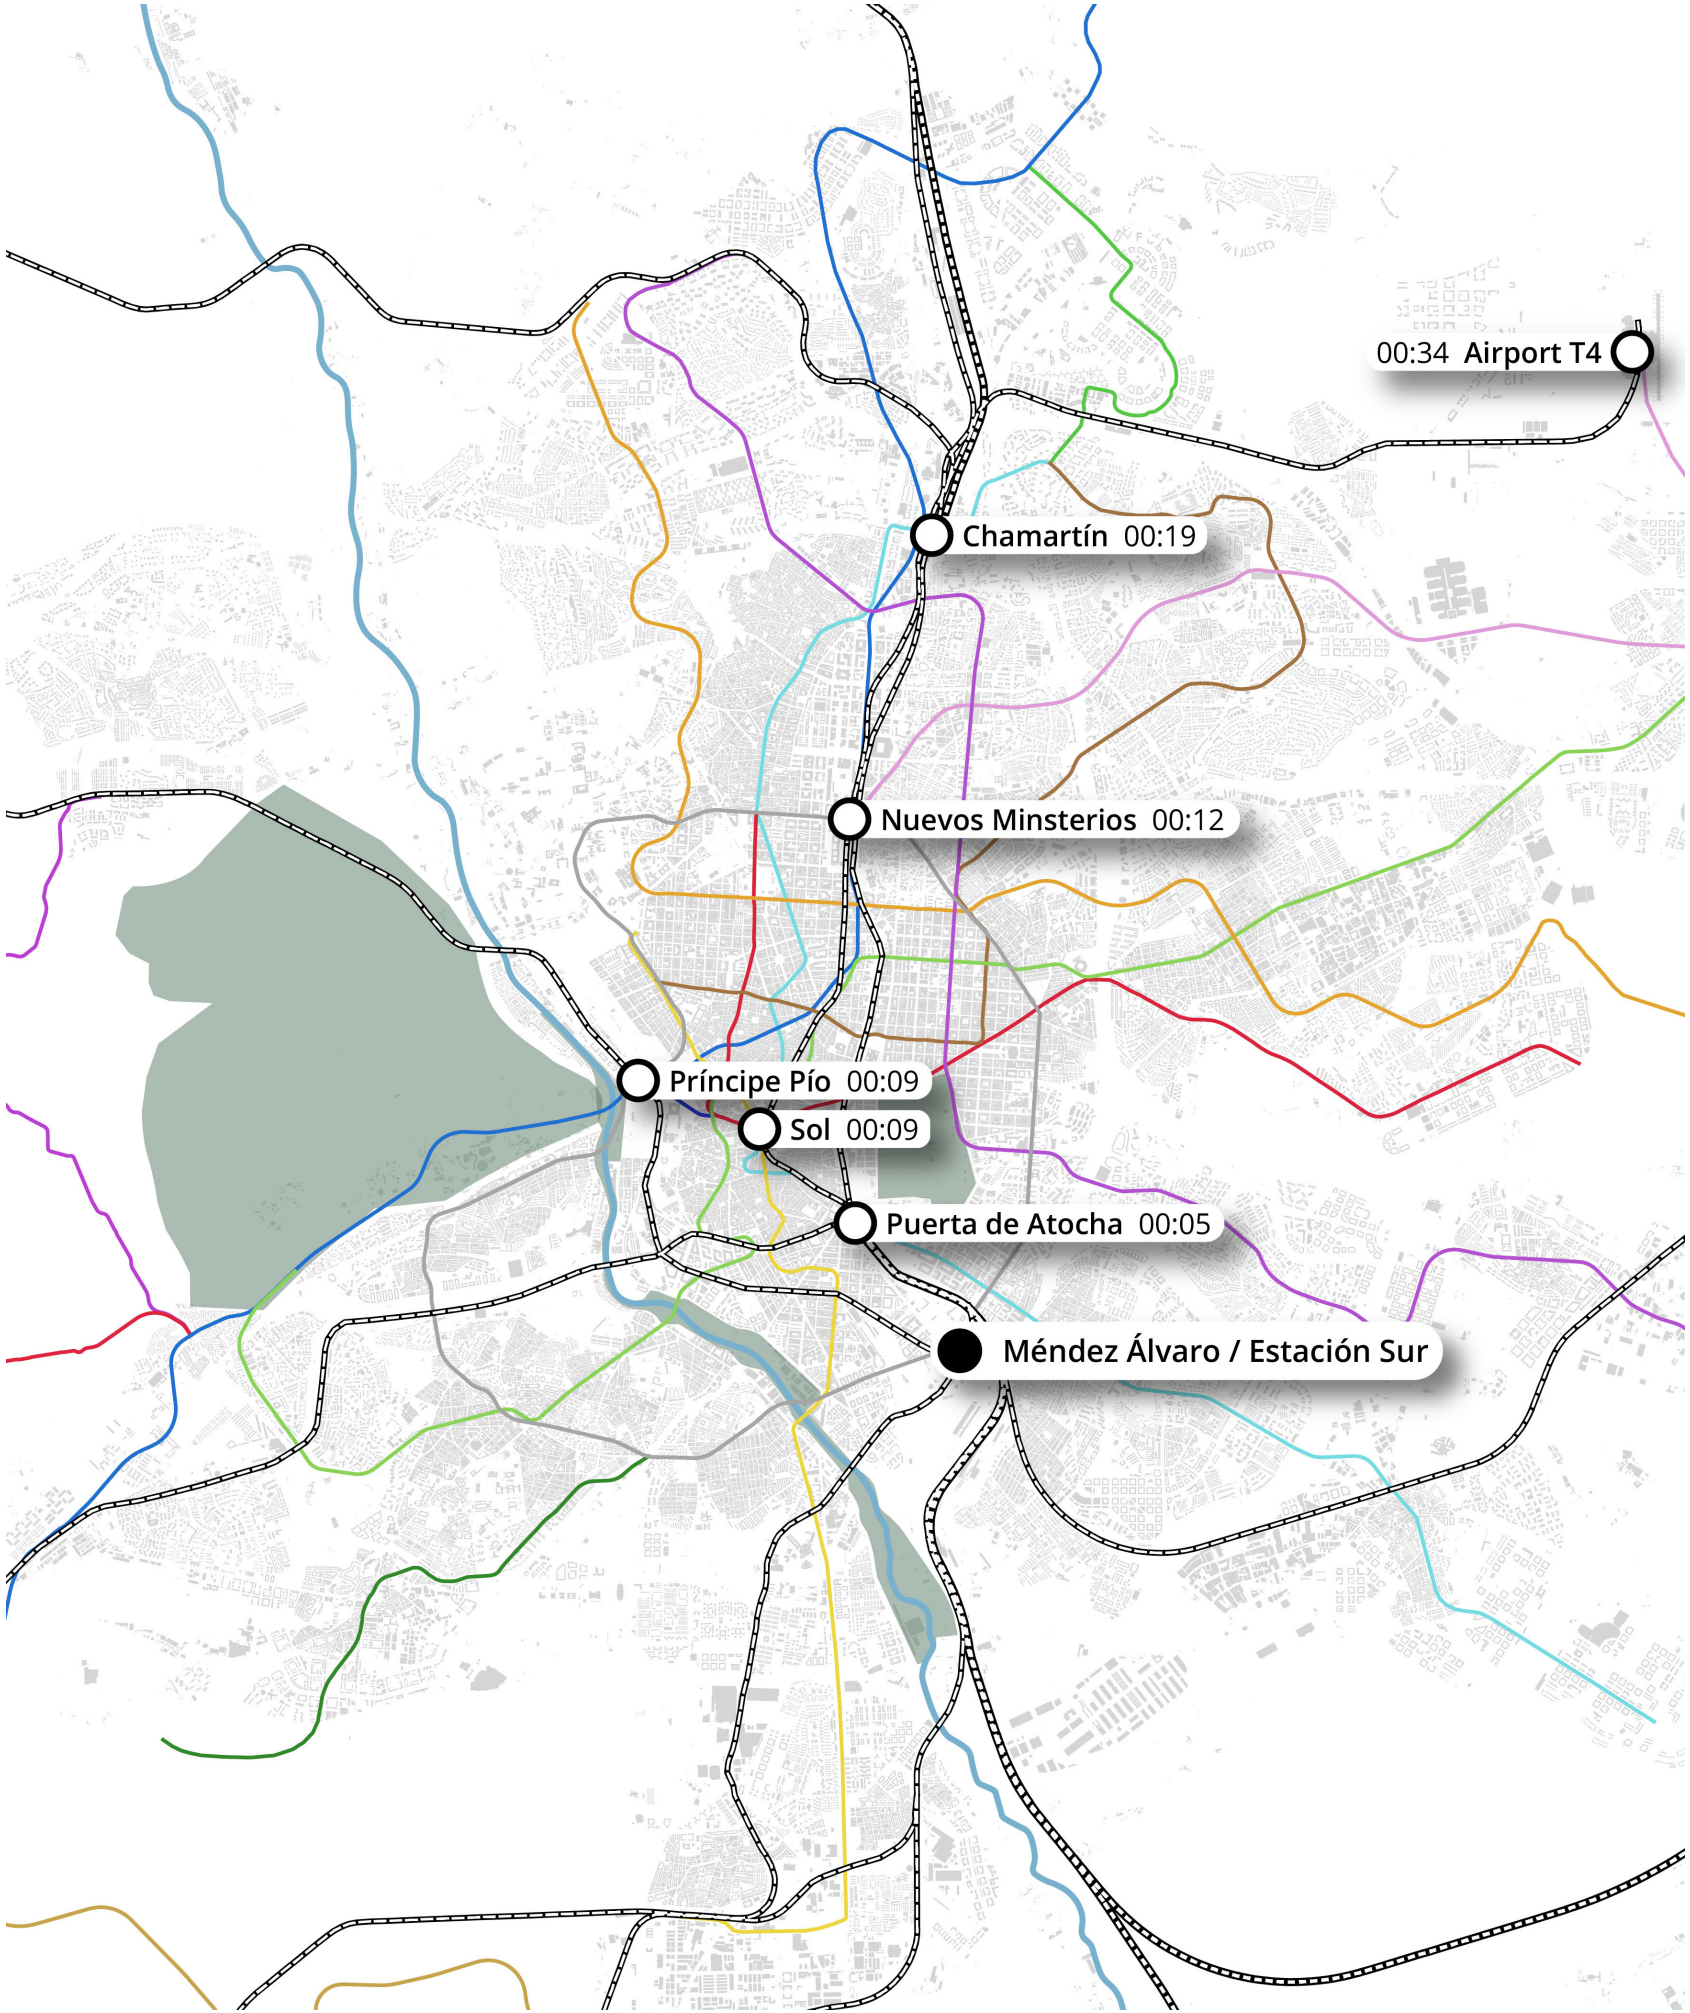 00:34 Airport T4
Chamartín 00:19
Nuevos Minsterios 00:12
Príncipe Pío 00:09
Sol 00:09
Puerta de Atocha 00:05
Méndez Álvaro / Estación Sur